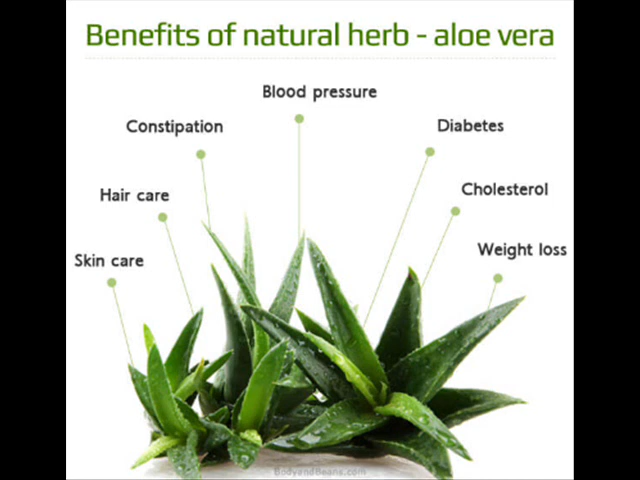 Benefits of natural herb - aloe vera
Blood pressure
Constipation
Diabetes
Hair care
Cholesterol
Skin care
Weight loss
BodyandBeans.com